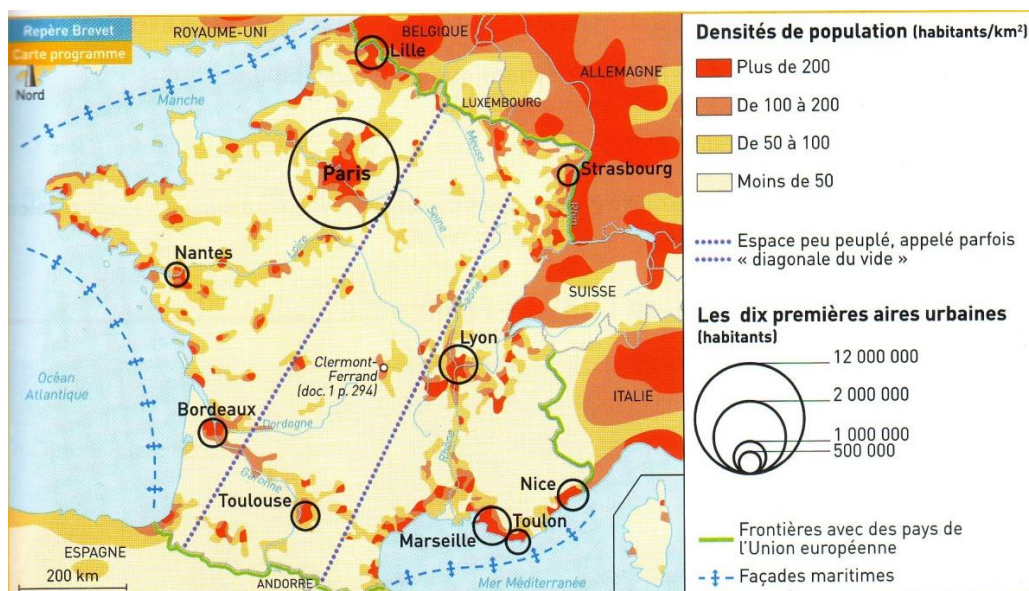 Repère Brevet
Carte programme
Nord
ROYAUME-UNI
BELGIQUE
Lille
ALLEMAGNE
Manche
LUXEMBOURG
Meuse
Paris
Strasbourg
Rhin
Seine
Nantes
Loire
Saône
SUISSE
Lyon
Clermont-
Ferrand
(doc. 1 p. 294)
Océan
Atlantique
ITALIE
Bordeaux
Dordogne
Rhône
Garonne
Nice
Toulouse
Toulon
Marseille
ESPAGNE
200 km
ANDORRE
Mer Méditerranée
Densités de population (habitants/km²)
Plus de 200
De 100 à 200
De 50 à 100
Moins de 50
Espace peu peuplé, appelé parfois
« diagonale du vide »
Les dix premières aires urbaines
(habitants)
12 000 000
2 000 000
1 000 000
500 000
Frontières avec des pays de
l'Union européenne
Façades maritimes